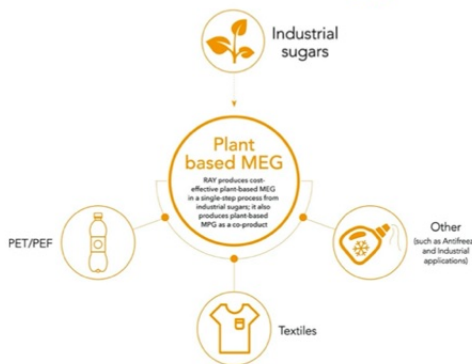 Industrial
sugars
Plant
based MEG
RAY produces cost-
effective plant-based MEG
in a single-step process from
industrial sugars; it also
produces plant-based
MPG as a co-product
PET/PEF
Other
(such as Antifreeze
and Industrial
applications)
Textiles